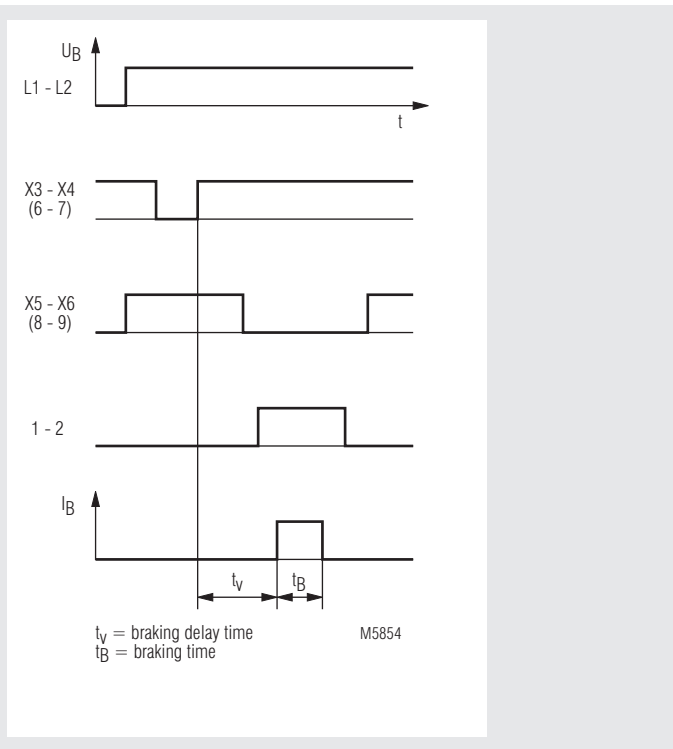 UB
L1 - L2
t
X3 - X4
(6 - 7)
X5 - X6
(8 - 9)
1 - 2
IB
tv
tB
tv = braking delay time
M5854
tB = braking time